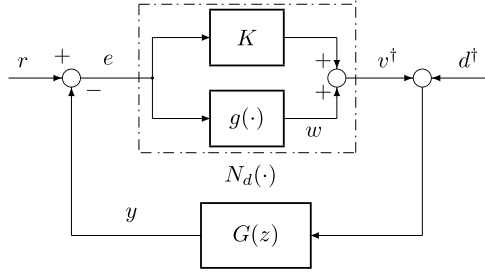 r
+
e
−
K
g(·)
w
+
+
v†
d†
N_d(·)
y
G(z)